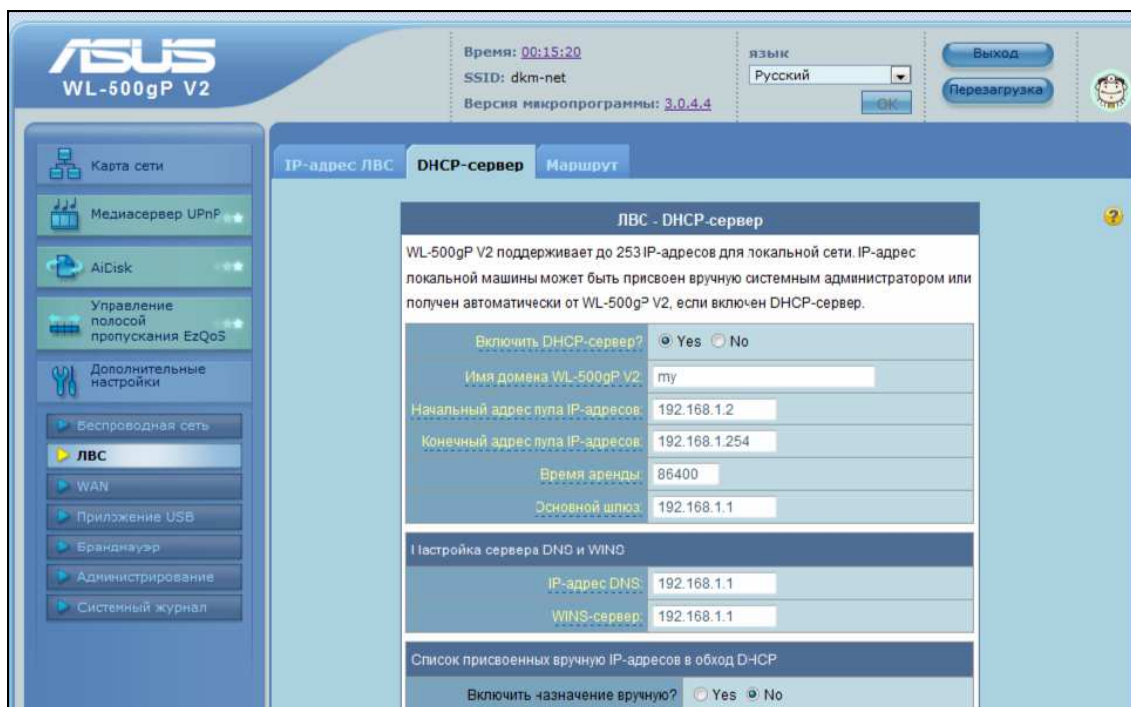 ASUS
WL-500gP V2
Время: 00:15:20
SSID: dkm-net
Версия микропрограммы: 3.0.4.4
язык
Русский
OK
Выход
Перезагрузка
Карта сети
Медиасервер UPnP
AiDisk
Управление
полосой
пропускания EzQoS
Дополнительные
настройки
Беспроводная сеть
ЛВС
WAN
Приложение USB
Брандмауэр
Администрирование
Системный журнал
IP-адрес ЛВС
DHCP-сервер
Маршрут
ЛВС - DHCP-сервер
WL-500gP V2 поддерживает до 253 IP-адресов для локальной сети. IP-адрес
локальной машины может быть присвоен вручную системным администратором или
получен автоматически от WL-500gP V2, если включен DHCP-сервер.
Включить DHCP-сервер? Yes No
Имя домена WL-500gP V2: my
Начальный адрес пула IP-адресов: 192.168.1.2
Конечный адрес пула IP-адресов: 192.168.1.254
Время аренды: 86400
Основной шлюз: 192.168.1.1
Настройка сервера DNS и WINS
IP-адрес DNS: 192.168.1.1
WINS-сервер: 192.168.1.1
Список присвоенных вручную IP-адресов в обход DHCP
Включить назначение вручную? Yes No